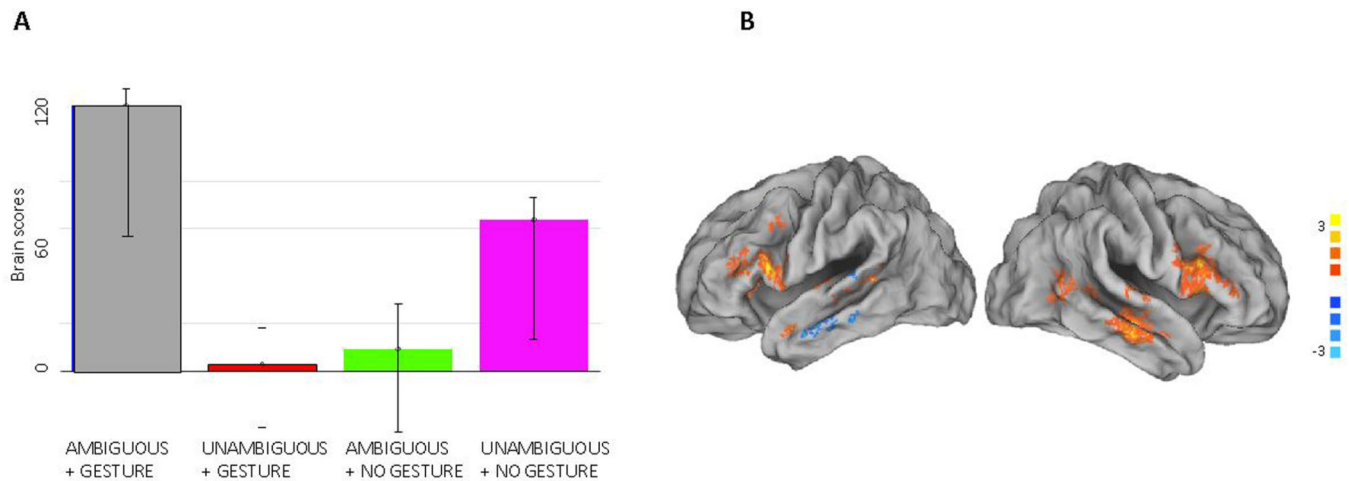 A
B
120
60
0
Brain scores
AMBIGUOUS
+ GESTURE
UNAMBIGUOUS
+ GESTURE
AMBIGUOUS
+ NO GESTURE
UNAMBIGUOUS
+ NO GESTURE
3
-3